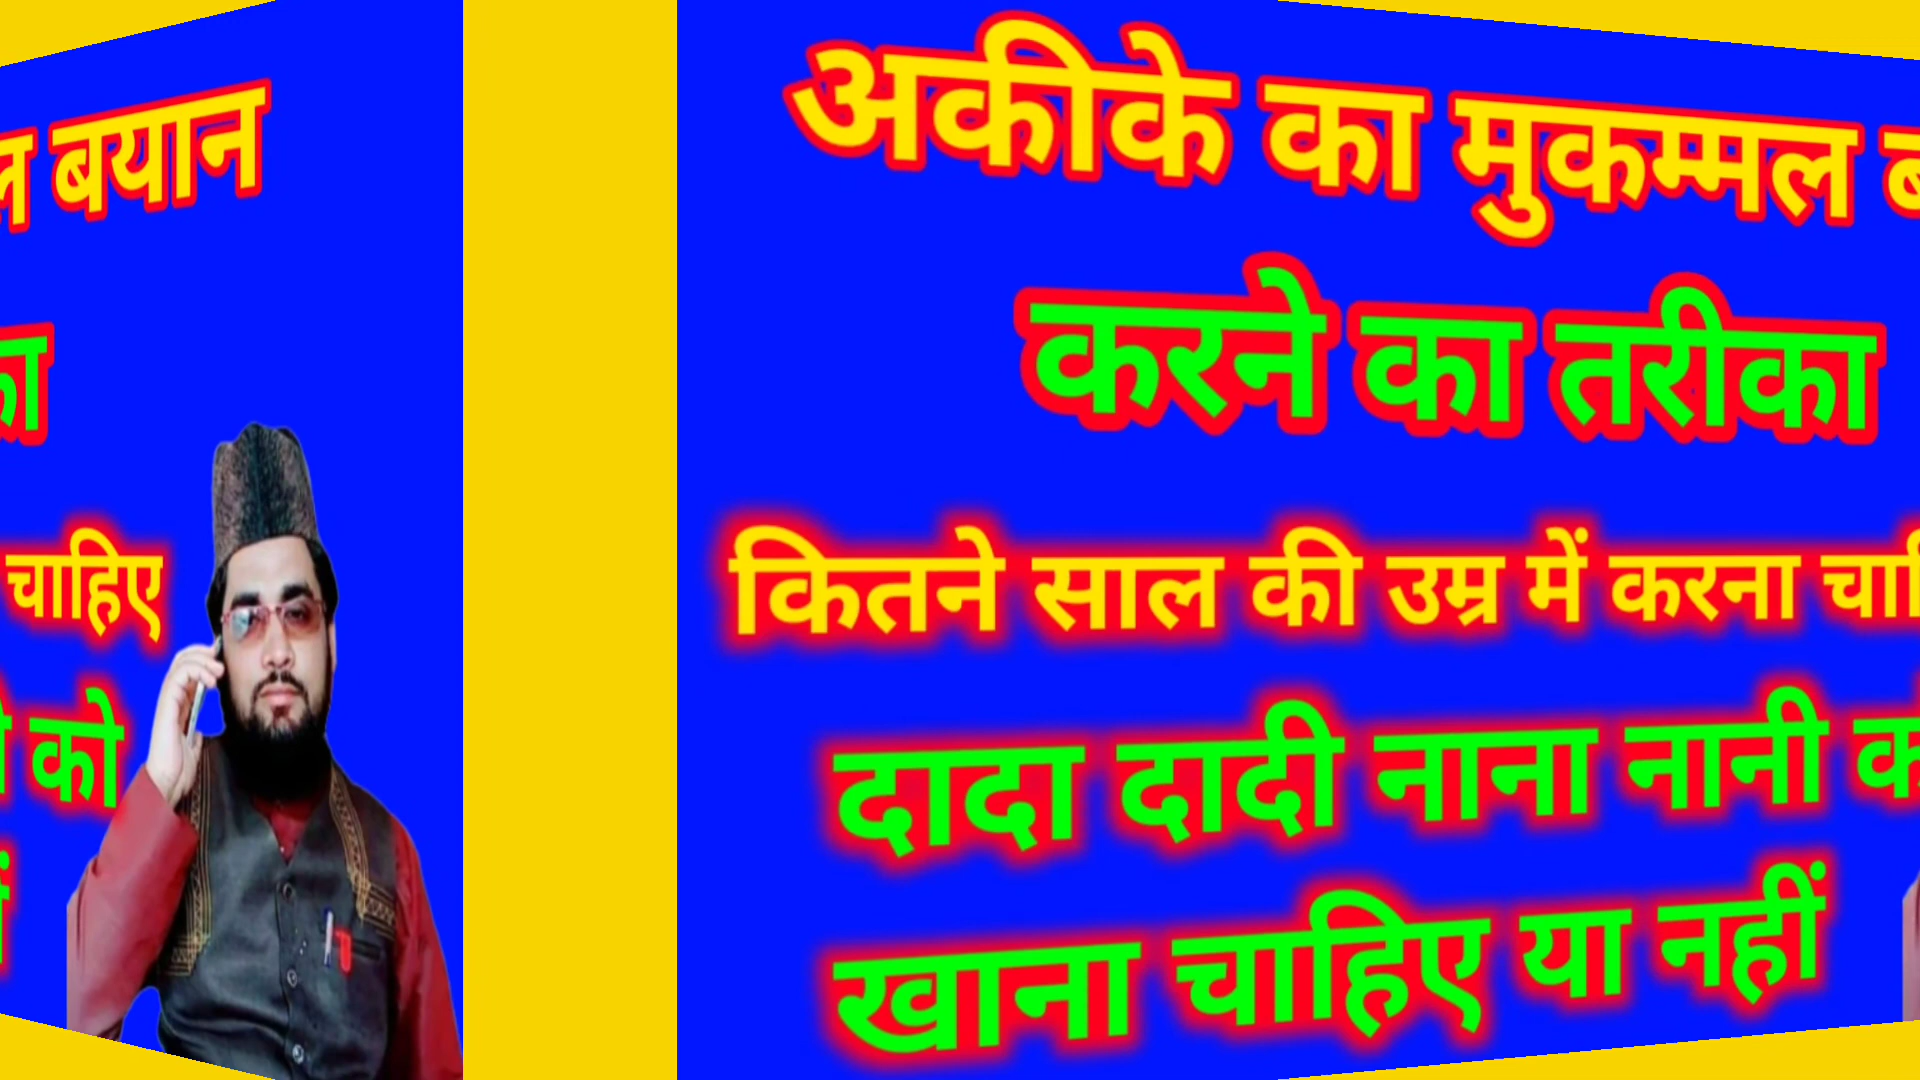 ल बयान
का
चाहिए
को
अकीके का मुकम्मल
करने का तरीका
कितने साल की उम्र में करना
दादा दादी नाना नानी
खाना चाहिए या नहीं